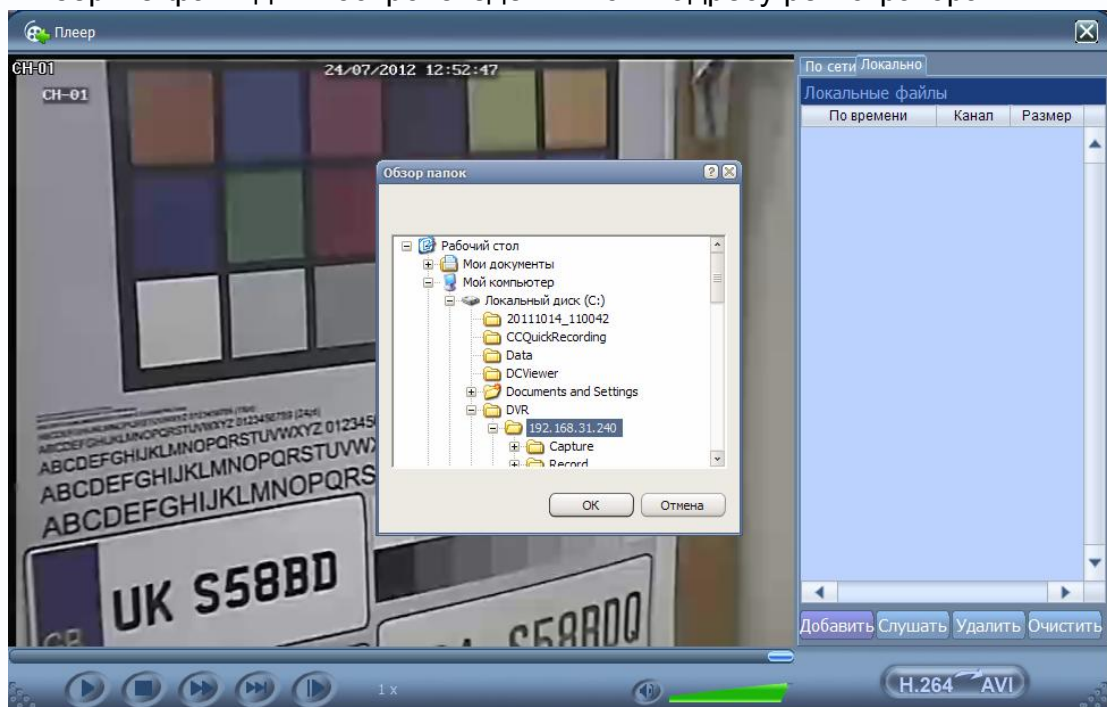 Плеер
CH-01
24/07/2012 12:52:47
CH-01
По сети
Локально
Локальные файлы
По времени Канал Размер
Обзор папок
Рабочий стол
Мои документы
Мой компьютер
Локальный диск (C:)
20111014_110042
CCQuickRecording
Data
DCViewer
Documents and Settings
DVR
192.168.31.240
Capture
Record
OK
Отмена
ABCDEFGHIJKLMNOPQRSTUVWXYZ 012345
ABCDEFGHIJKLMNOPQRSTUVW
ABCDEFGHIJKLMNOPQRS
ABCDEFGHIJKLMNOPQRS
UK S58BD
S58BDQ
Добавить Слушать Удалить Очистить
1 x
H.264 AVI